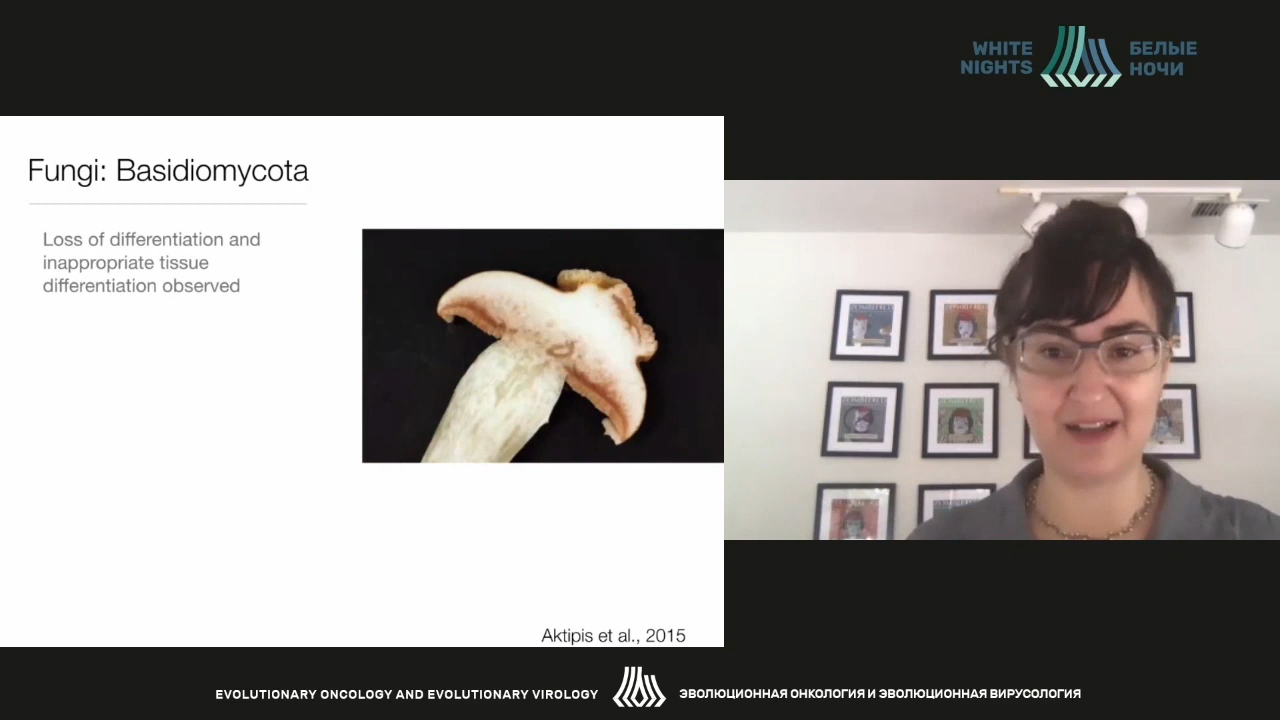 WHITE NIGHTS
БЕЛЫЕ НОЧИ
Fungi: Basidiomycota
Loss of differentiation and
inappropriate tissue
differentiation observed
Aktipis et al., 2015
EVOLUTIONARY ONCOLOGY AND EVOLUTIONARY VIROLOGY
ЭВОЛЮЦИОННАЯ ОНКОЛОГИЯ И ЭВОЛЮЦИОННАЯ ВИРУСОЛОГИЯ